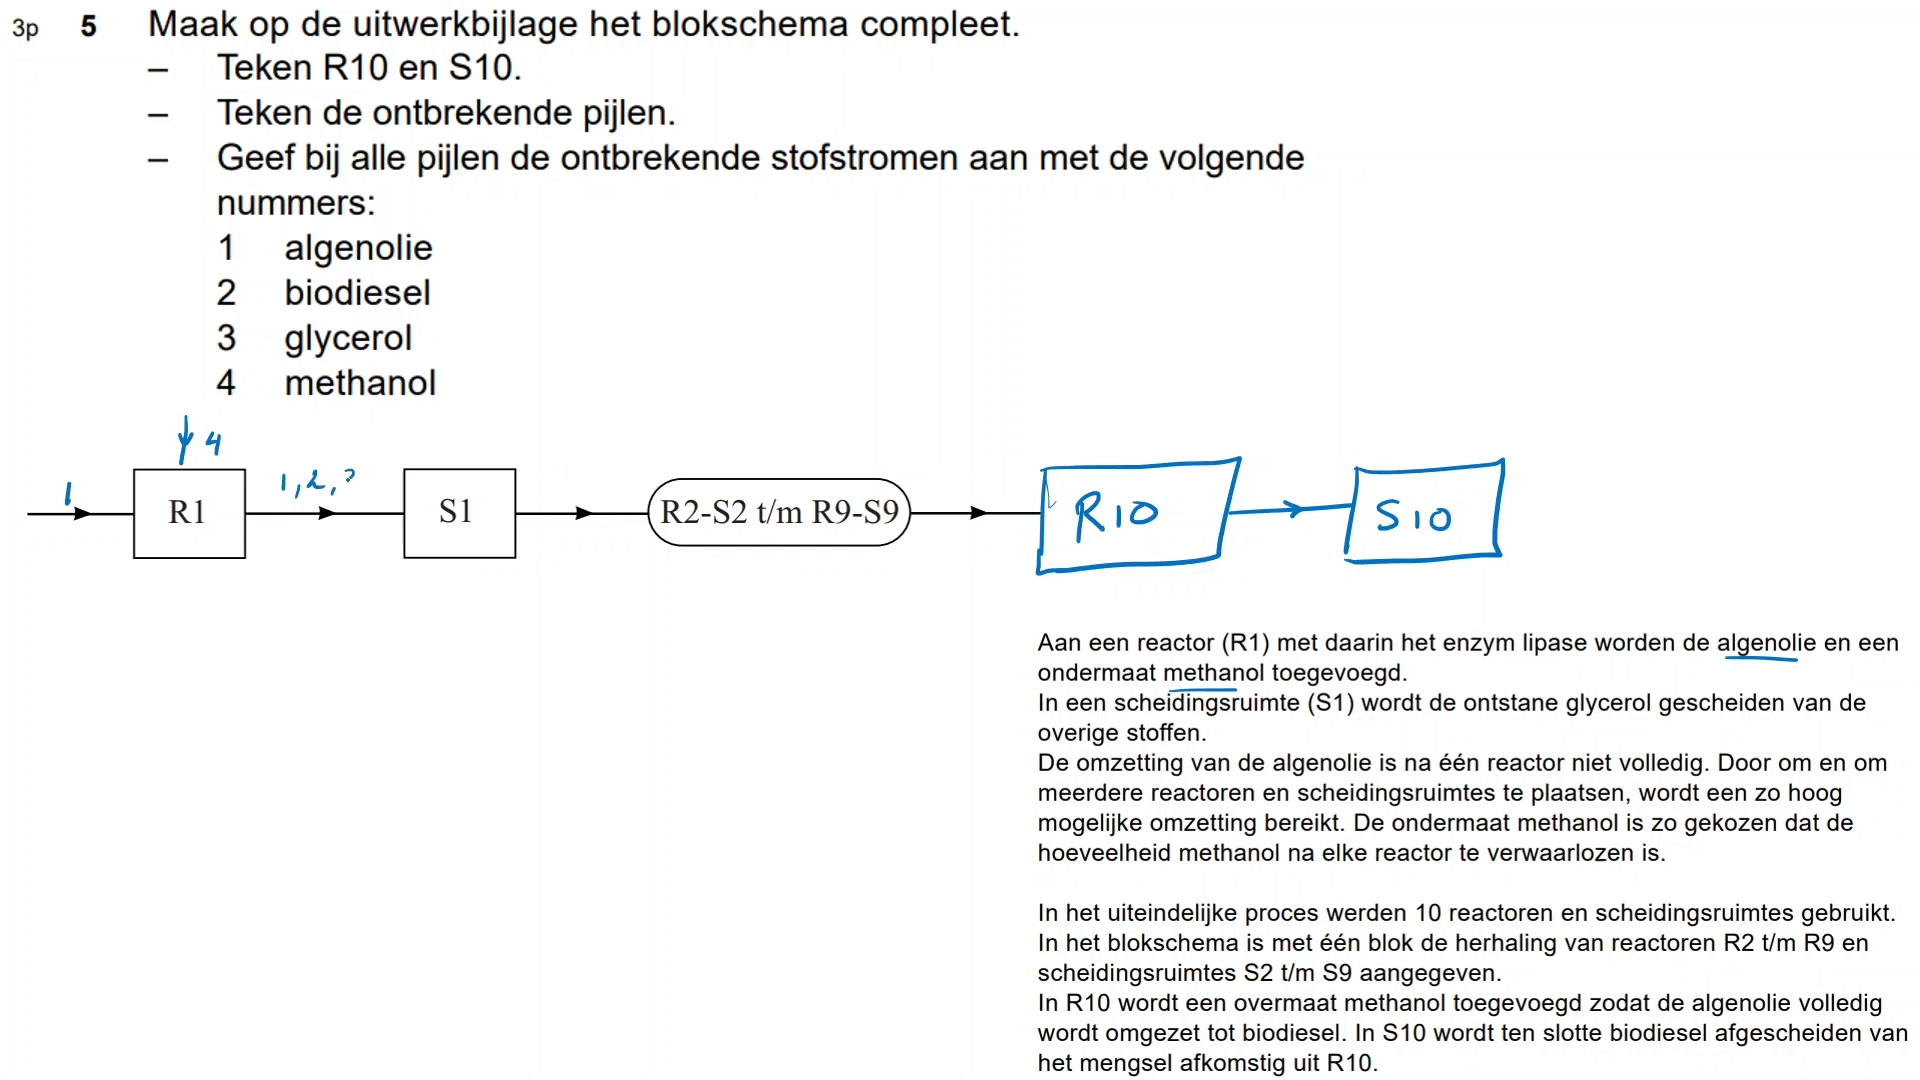 3p 5 Maak op de uitwerkbijlage het blokschema compleet.
– Teken R10 en S10.
– Teken de ontbrekende pijlen.
– Geef bij alle pijlen de ontbrekende stofstromen aan met de volgende
nummers:
1 algenolie
2 biodiesel
3 glycerol
4 methanol
4
1
R1
1,2,
S1
R2-S2 t/m R9-S9
R10
S10
Aan een reactor (R1) met daarin het enzym lipase worden de algenolie en een
ondermaat methanol toegevoegd.
In een scheidingsruimte (S1) wordt de ontstane glycerol gescheiden van de
overige stoffen.
De omzetting van de algenolie is na één reactor niet volledig. Door om en om
meerdere reactoren en scheidingsruimtes te plaatsen, wordt een zo hoog
mogelijke omzetting bereikt. De ondermaat methanol is zo gekozen dat de
hoeveelheid methanol na elke reactor te verwaarlozen is.
In het uiteindelijke proces werden 10 reactoren en scheidingsruimtes gebruikt.
In het blokschema is met één blok de herhaling van reactoren R2 t/m R9 en
scheidingsruimtes S2 t/m S9 aangegeven.
In R10 wordt een overmaat methanol toegevoegd zodat de algenolie volledig
wordt omgezet tot biodiesel. In S10 wordt ten slotte biodiesel afgescheiden van
het mengsel afkomstig uit R10.